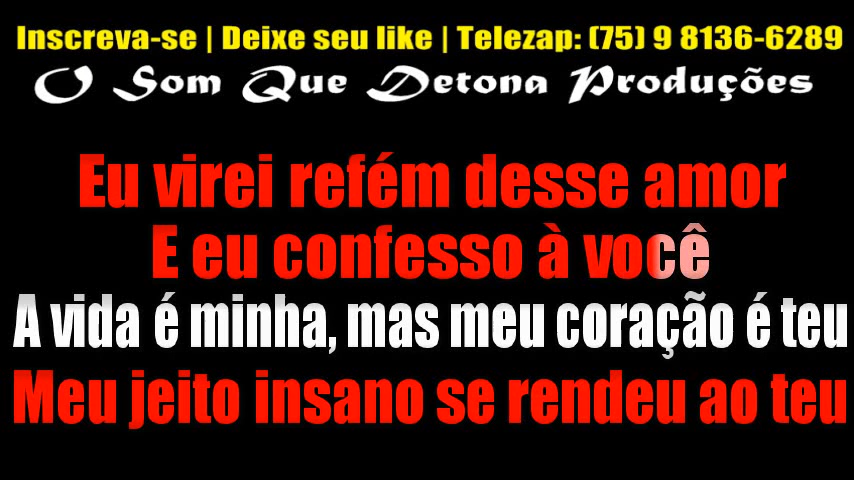 Inscreva-se | Deixe seu like | Telezap: (75) 9 8136-6289
O Som Que Detona Produções
Eu virei refém desse amor
E eu confesso à você
A vida é minha, mas meu coração é teu
Meu jeito insano se rendeu ao teu